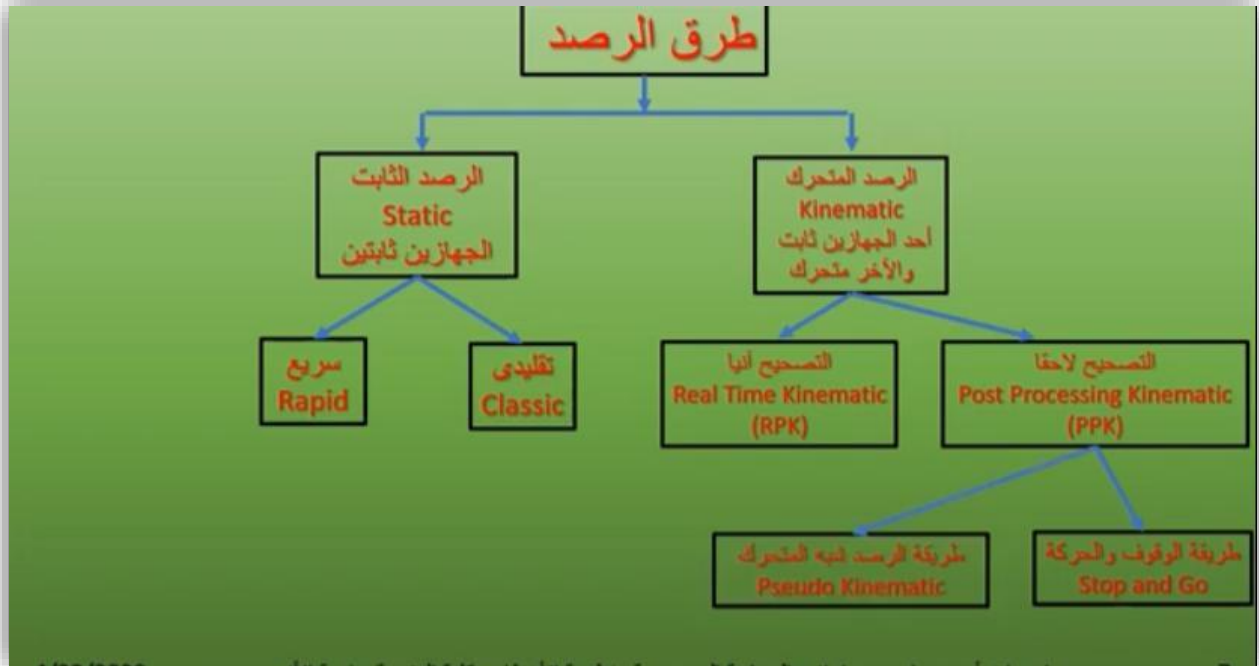 طرق الرصد
الرصد المتحرك
Kinematic
أحد الجهازين ثابت
والأخر متحرك
الرصد الثابت
Static
الجهازين ثابتين
التصحيح لاحقا
Post Processing Kinematic
(PPK)
التصحيح أنيا
Real Time Kinematic
(RPK)
تقليدى
Classic
سريع
Rapid
طريقة الوقوف والحركة
Stop and Go
طريقة الرصد شبه المتحرك
Pseudo Kinematic